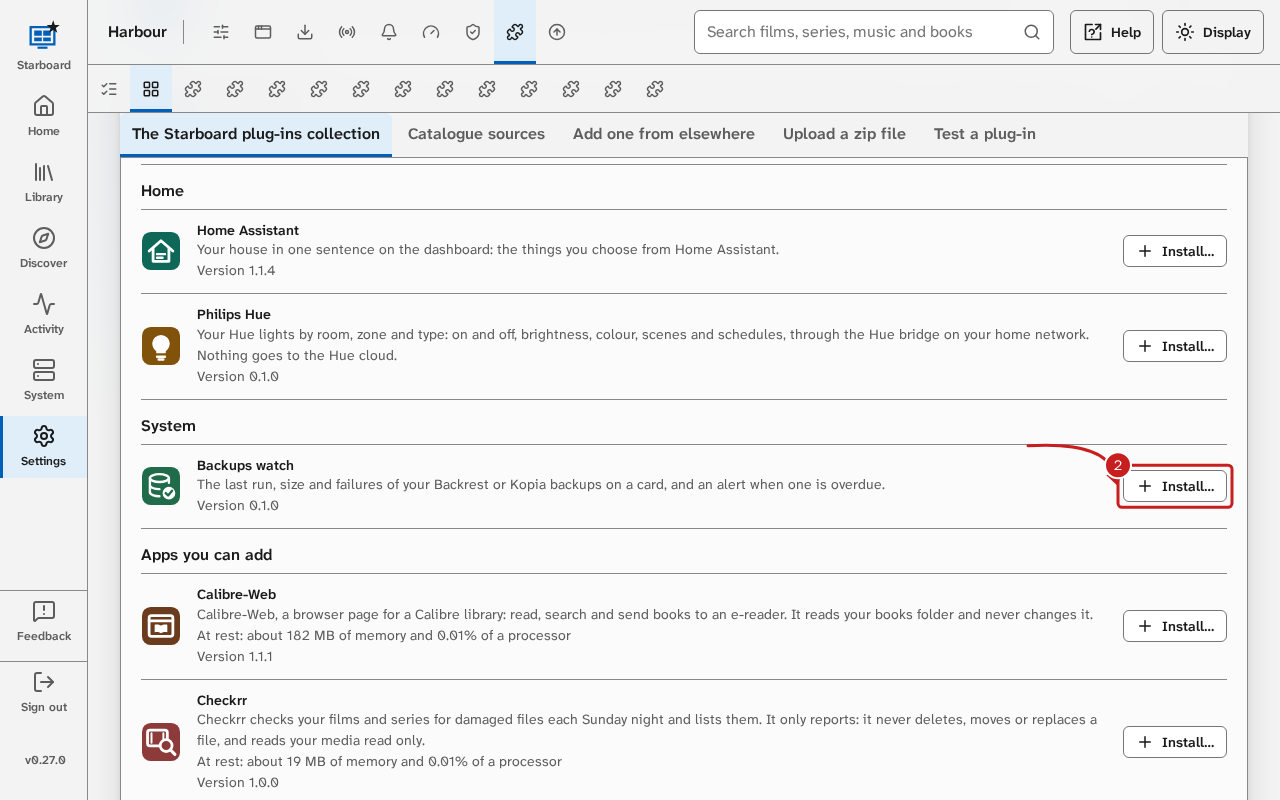 Starboard
Home
Library
Discover
Activity
System
Settings
Feedback
Sign out
v0.27.0
Harbour
Search films, series, music and books
Help
Display
The Starboard plug-ins collection
Catalogue sources
Add one from elsewhere
Upload a zip file
Test a plug-in
Home
Home Assistant
Your house in one sentence on the dashboard: the things you choose from Home Assistant.
Version 1.1.4
Install...
Philips Hue
Your Hue lights by room, zone and type: on and off, brightness, colour, scenes and schedules, through the Hue bridge on your home network.
Nothing goes to the Hue cloud.
Version 0.1.0
Install...
System
Backups watch
The last run, size and failures of your Backrest or Kopia backups on a card, and an alert when one is overdue.
Version 0.1.0
2
Install...
Apps you can add
Calibre-Web
Calibre-Web, a browser page for a Calibre library: read, search and send books to an e-reader. It reads your books folder and never changes it.
At rest: about 182 MB of memory and 0.01% of a processor
Version 1.1.1
Install...
Checkrr
Checkrr checks your films and series for damaged files each Sunday night and lists them. It only reports: it never deletes, moves or replaces a
file, and reads your media read only.
At rest: about 19 MB of memory and 0.01% of a processor
Version 1.0.0
Install...